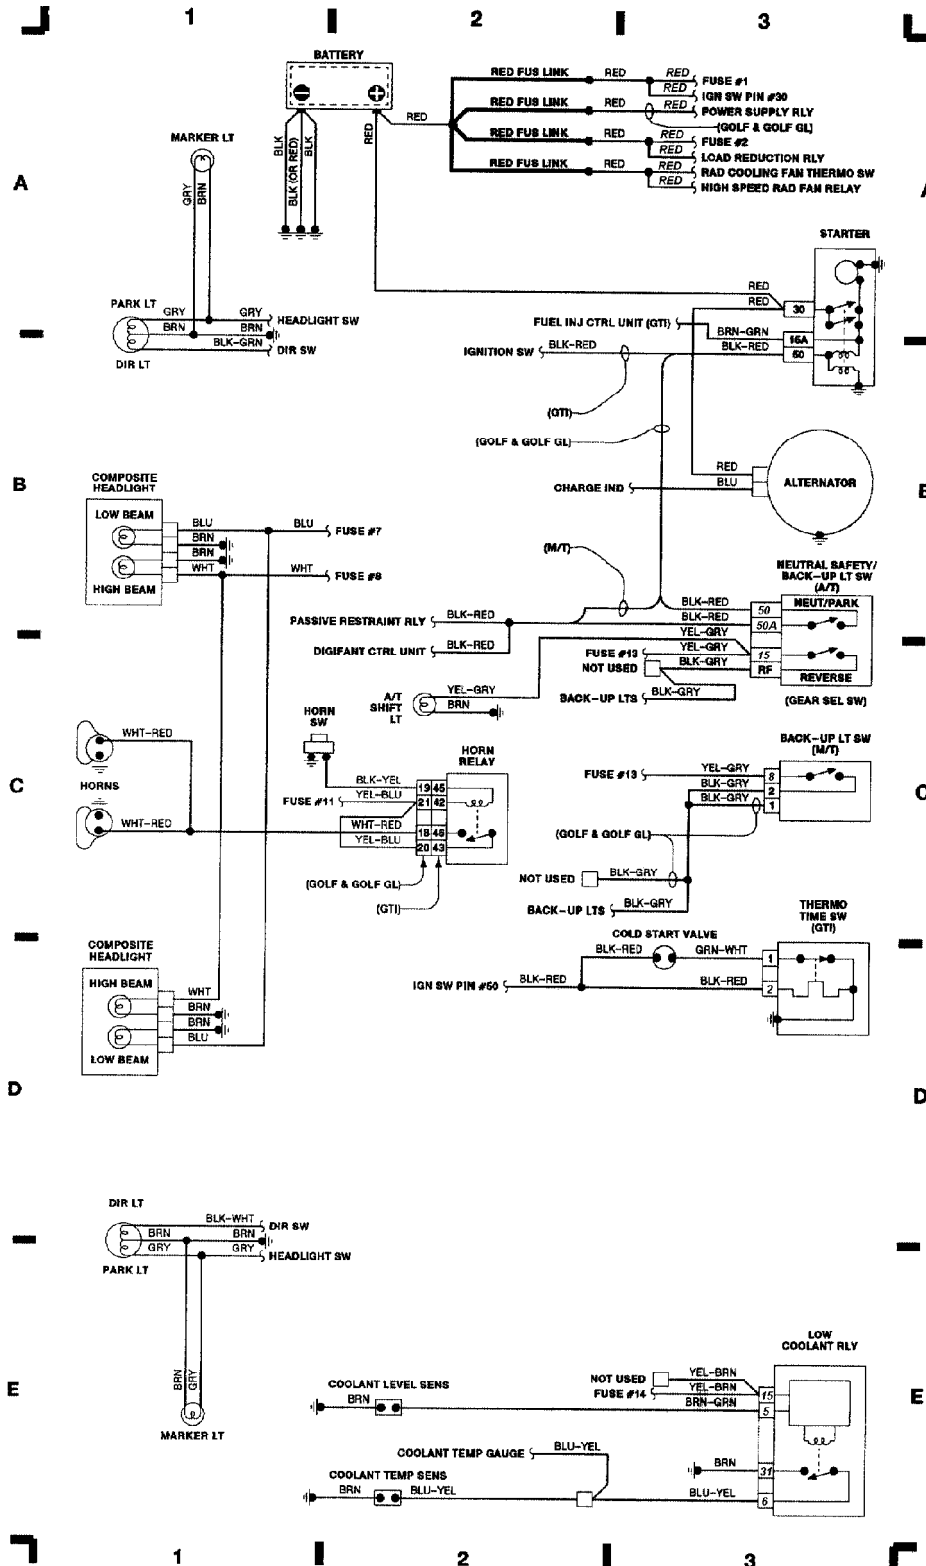 1 2 3
BATTERY
RED FUS LINK RED RED FUSE #1
RED IGN SW PIN #30
RED FUS LINK RED RED POWER SUPPLY RLY
(GOLF & GOLF GL)
RED FUS LINK RED RED FUSE #2
RED LOAD REDUCTION RLY
RED FUS LINK RED RED RAD COOLING FAN THERMO SW
RED HIGH SPEED RAD FAN RELAY
RED
RED
BLK
BLK (OR RED)
BLK
MARKER LT
A
GRY
BRN
STARTER
RED
RED 30
PARK LT
GRY GRY HEADLIGHT SW
BRN BRN
BLK-GRN DIR SW
DIR LT
FUEL INJ CTRL UNIT (GTI) BRN-GRN 15A
IGNITION SW BLK-RED BLK-RED 50
(GTI)
(GOLF & GOLF GL)
B
RED
BLU
ALTERNATOR
CHARGE IND
COMPOSITE
HEADLIGHT
LOW BEAM BLU BLU FUSE #7
BRN
BRN
HIGH BEAM WHT WHT FUSE #8
(M/T)
NEUTRAL SAFETY/
BACK-UP LT SW
(A/T)
BLK-RED 50 NEUT/PARK
PASSIVE RESTRAINT RLY BLK-RED BLK-RED 50A
YEL-GRY
DIGIFANT CTRL UNIT BLK-RED FUSE #13 YEL-GRY 15
NOT USED BLK-GRY RF REVERSE
BACK-UP LTS BLK-GRY (GEAR SEL SW)
A/T
SHIFT
LT
YEL-GRY
BRN
HORN
SW
C C
WHT-RED
HORNS
WHT-RED
HORN
RELAY
BLK-YEL 19 45
FUSE #11 YEL-BLU 21 42
WHT-RED 18 46
YEL-BLU 20 43
(GOLF & GOLF GL)
(GTI)
BACK-UP LT SW
(M/T)
FUSE #13 YEL-GRY 8
BLK-GRY 2
BLK-GRY 1
(GOLF & GOLF GL)
NOT USED BLK-GRY
BACK-UP LTS BLK-GRY
THERMO
TIME SW
(GTI)
COLD START VALVE
BLK-RED GRN-WHT 1
IGN SW PIN #50 BLK-RED BLK-RED 2
COMPOSITE
HEADLIGHT
HIGH BEAM WHT
BRN
BRN
LOW BEAM BLU
D D
DIR LT
BLK-WHT DIR SW
BRN BRN
GRY GRY HEADLIGHT SW
PARK LT
BRN
GRY
MARKER LT
E E
LOW
COOLANT RLY
NOT USED YEL-BRN
FUSE #14 YEL-BRN 15
COOLANT LEVEL SENS
BRN BRN-GRN 5
COOLANT TEMP GAUGE BLU-YEL
BRN 31
COOLANT TEMP SENS
BRN BLU-YEL BLU-YEL 6
1 2 3